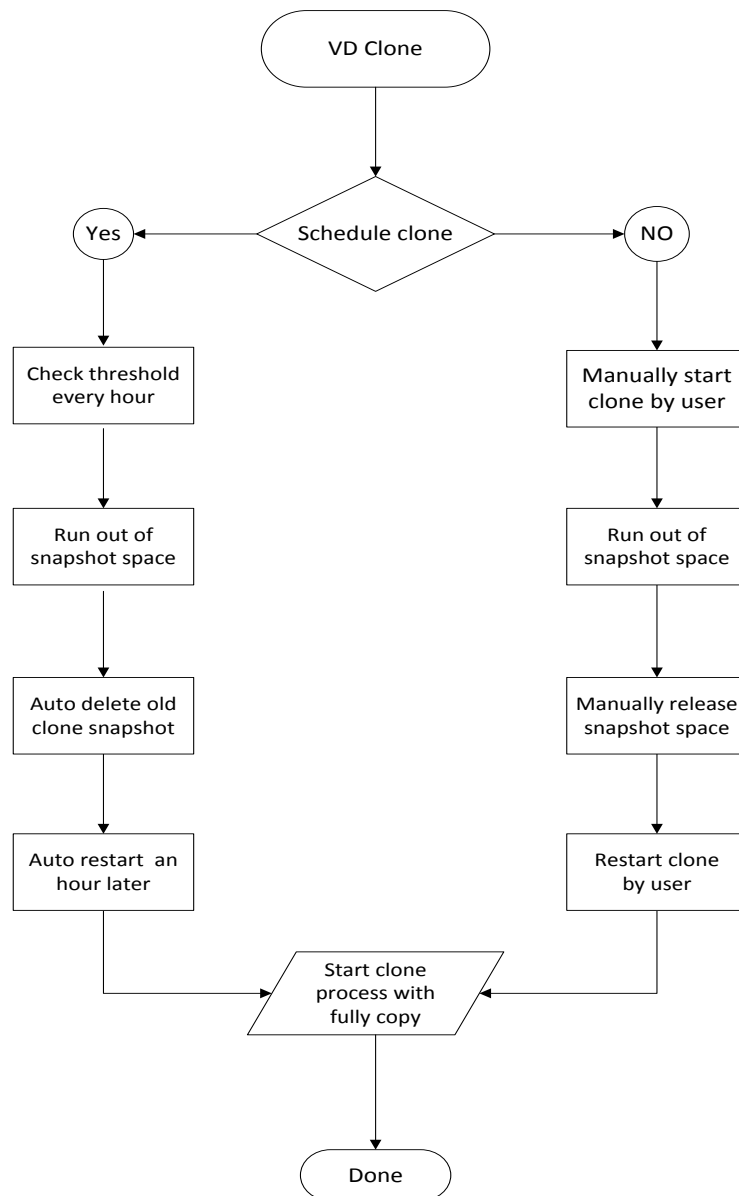 VD Clone
Schedule clone
Yes
NO
Check threshold
every hour
Manually start
clone by user
Run out of
snapshot space
Run out of
snapshot space
Auto delete old
clone snapshot
Manually release
snapshot space
Auto restart  an
hour later
Restart clone
by user
Start clone
process with
fully copy
Done